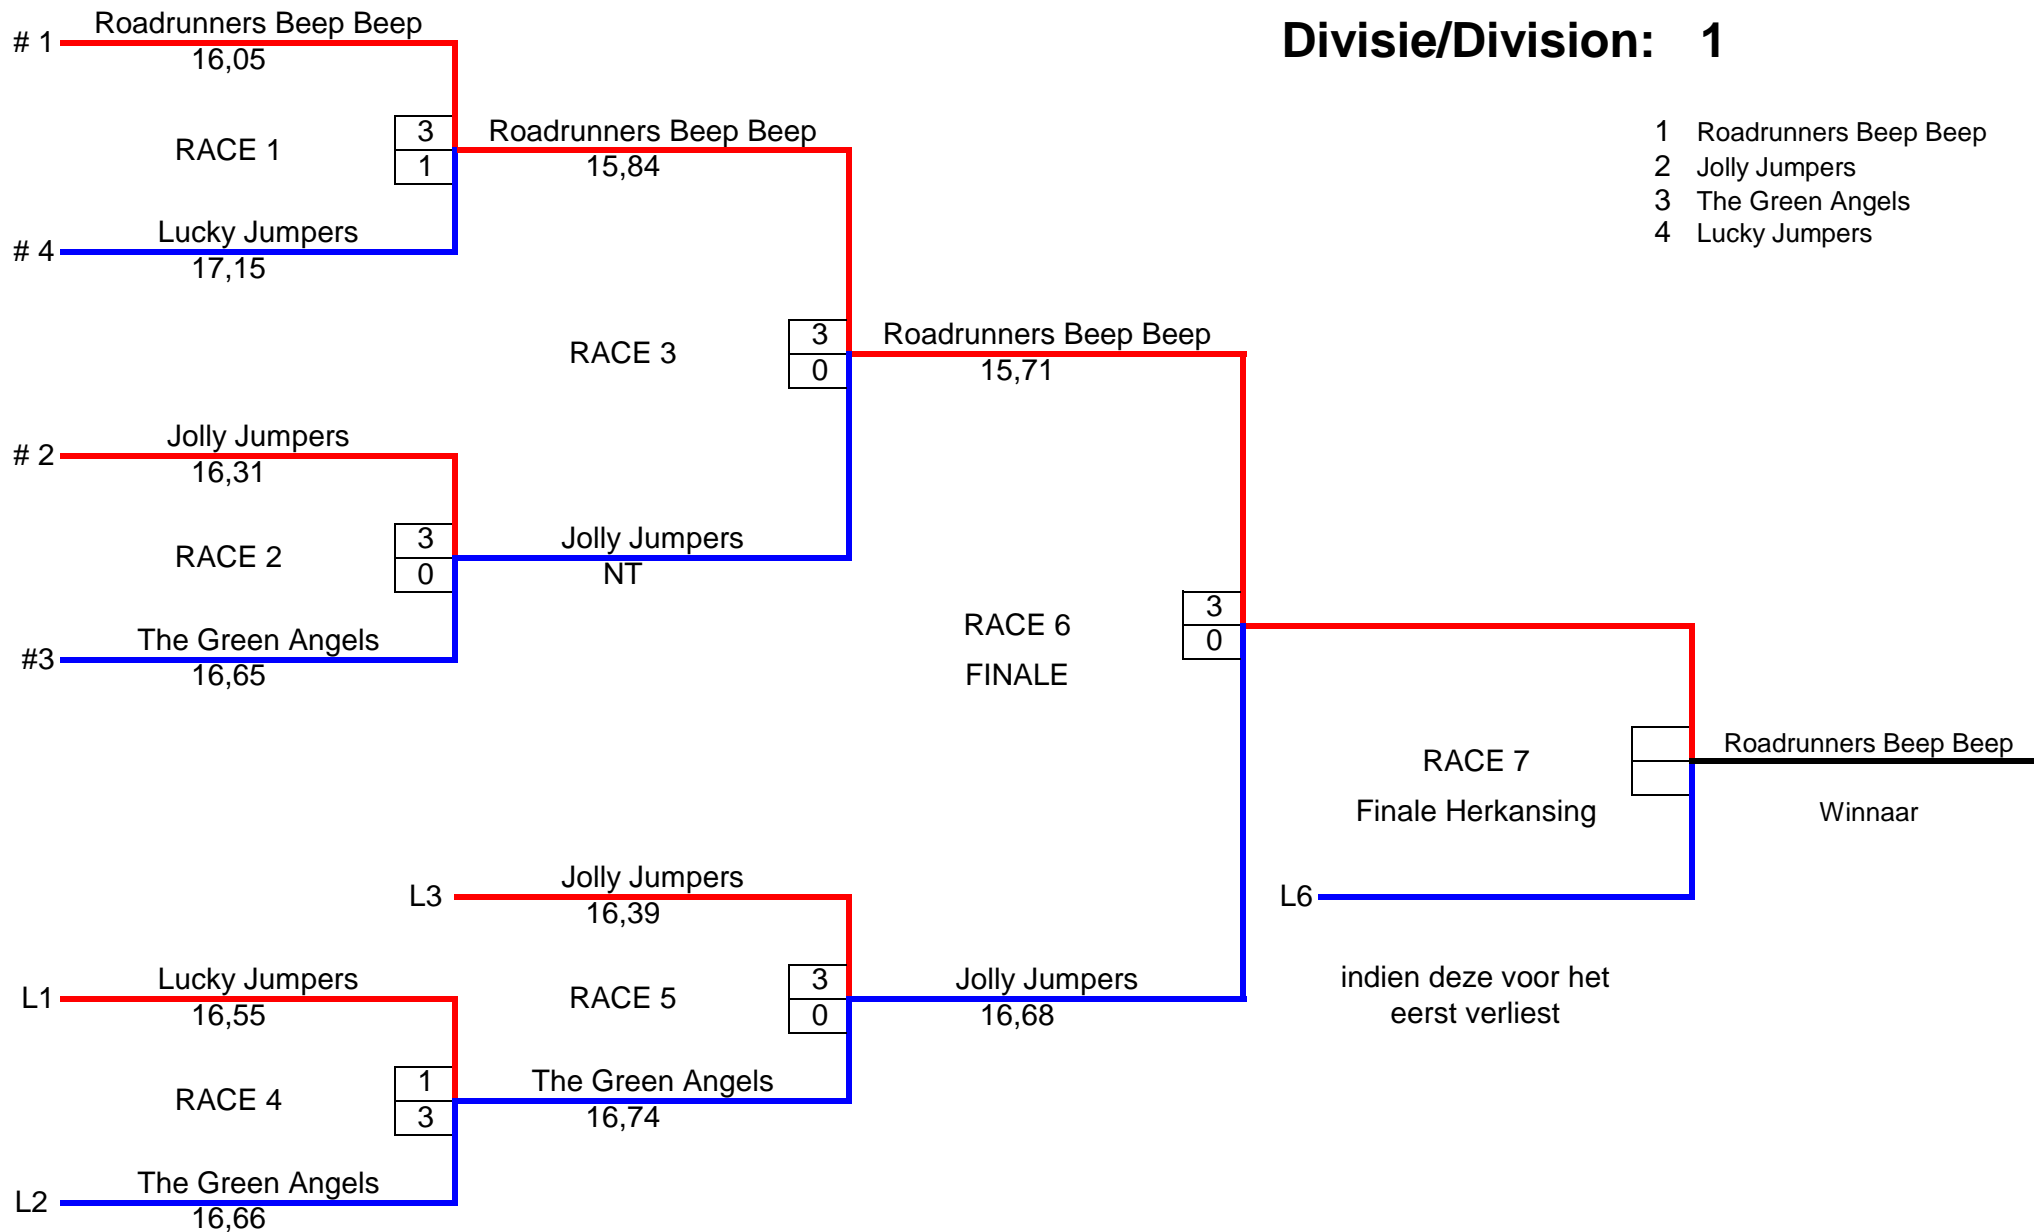 Divisie/Division: 1
1 Roadrunners Beep Beep
2 Jolly Jumpers
3 The Green Angels
4 Lucky Jumpers
# 1
Roadrunners Beep Beep
16,05
RACE 1
3
1
# 4
Lucky Jumpers
17,15
Roadrunners Beep Beep
15,84
RACE 3
3
0
# 2
Jolly Jumpers
16,31
RACE 2
3
0
#3
The Green Angels
16,65
Jolly Jumpers
NT
Roadrunners Beep Beep
15,71
RACE 6
FINALE
3
0
L3
Jolly Jumpers
16,39
RACE 5
3
0
L1
Lucky Jumpers
16,55
RACE 4
1
3
L2
The Green Angels
16,66
The Green Angels
16,74
Jolly Jumpers
16,68
RACE 7
Finale Herkansing
L6
indien deze voor het
eerst verliest
Roadrunners Beep Beep
Winnaar